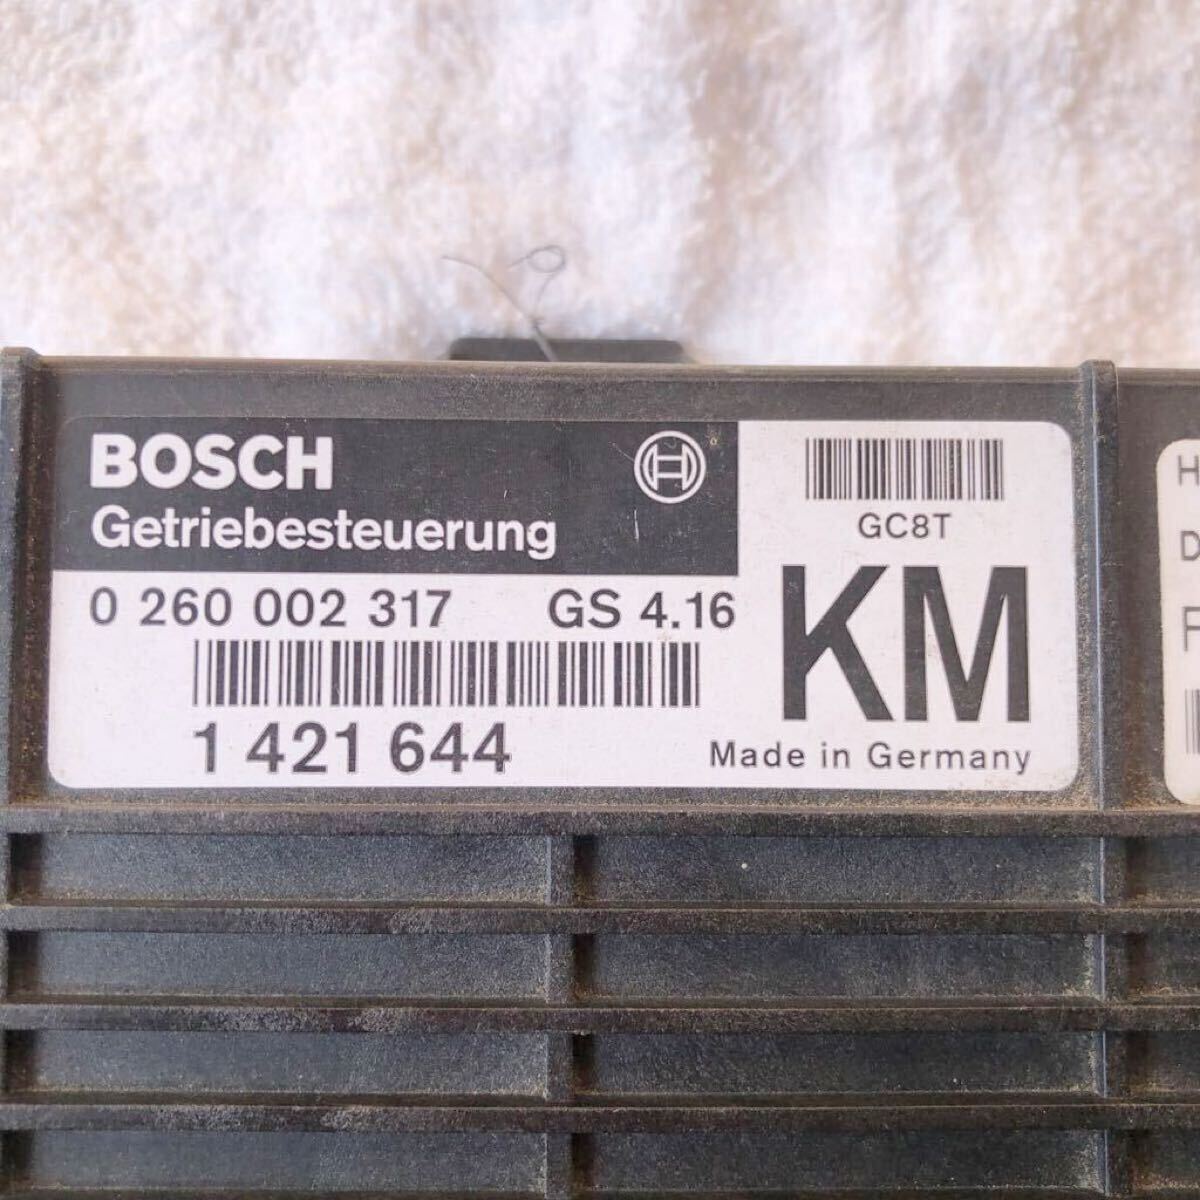 BOSCH
Getriebesteuerung
0 260 002 317 GS 4.16
1 421 644
GC8T
KM
Made in Germany
H
D
F